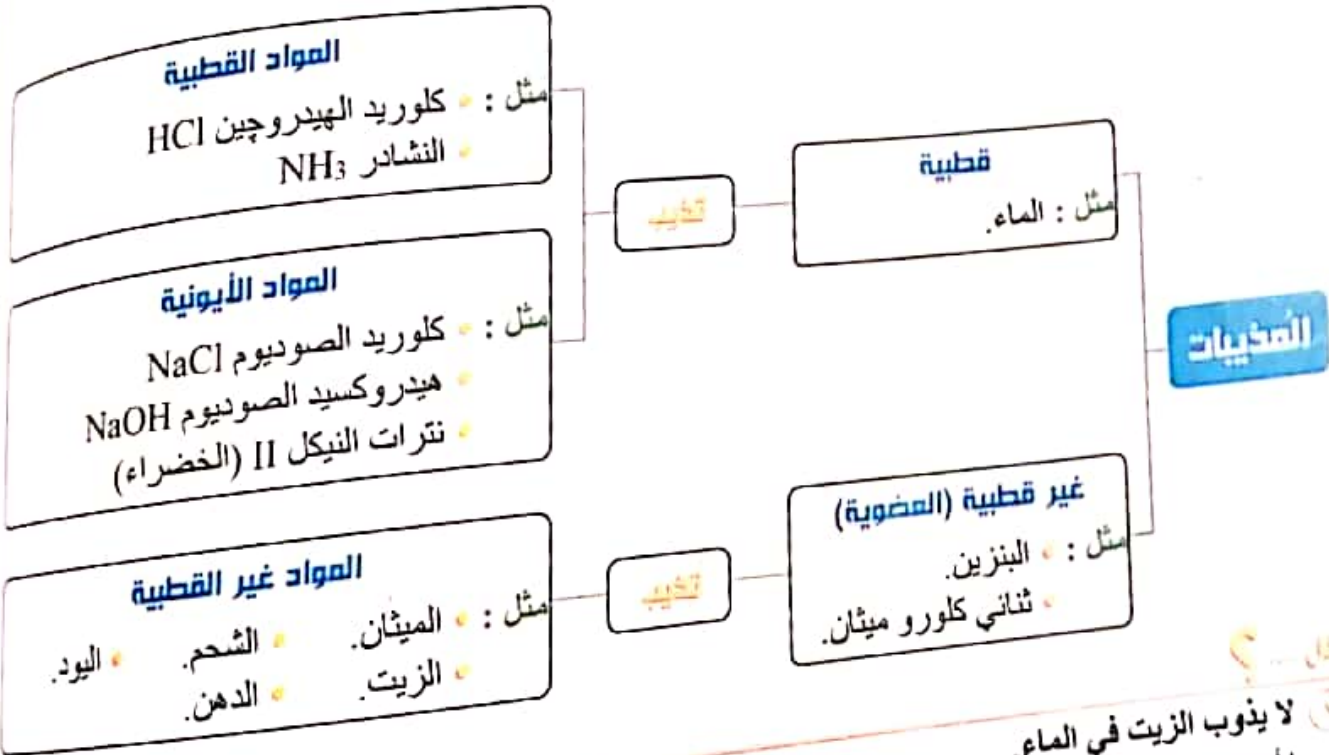 المذيبات
قطبية
مثل : الماء.
تذيب
المواد القطبية
مثل : • كلوريد الهيدروجين HCl
• النشادر NH₃
المواد الأيونية
مثل : • كلوريد الصوديوم NaCl
• هيدروكسيد الصوديوم NaOH
• نترات النيكل II (الخضراء)
غير قطبية (العضوية)
مثل : • البنزين.
• ثنائي كلورو ميثان.
تذيب
المواد غير القطبية
مثل : • الميثان. • الشحم. • اليود.
• الزيت. • الدهن.
لا يذوب الزيت في الماء.